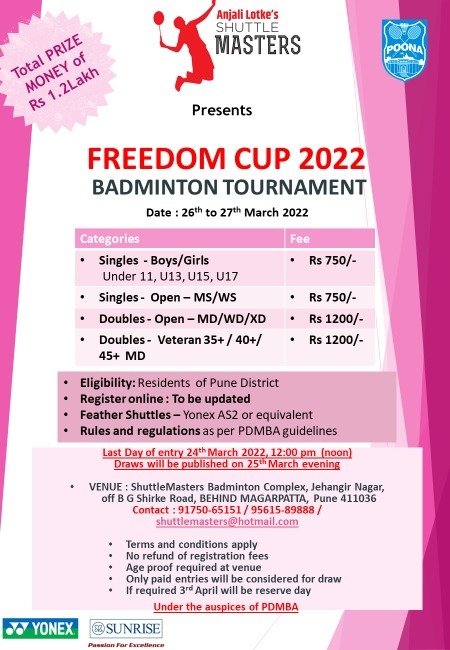 Anjali Lotke's
SHUTTLE
MASTERS
Total PRIZE
MONEY of
Rs 1.2Lakh
POONA
Presents
FREEDOM CUP 2022
BADMINTON TOURNAMENT
Date : 26th to 27th March 2022
Categories Fee
• Singles - Boys/Girls • Rs 750/-
Under 11, U13, U15, U17
• Singles - Open – MS/WS • Rs 750/-
• Doubles - Open – MD/WD/XD • Rs 1200/-
• Doubles - Veteran 35+ / 40+/ • Rs 1200/-
45+ MD
• Eligibility: Residents of Pune District
• Register online : To be updated
• Feather Shuttles – Yonex AS2 or equivalent
• Rules and regulations as per PDMBA guidelines
Last Day of entry 24th March 2022, 12:00 pm (noon)
Draws will be published on 25th March evening
• VENUE : ShuttleMasters Badminton Complex, Jehangir Nagar,
off B G Shirke Road, BEHIND MAGARPATTA, Pune 411036
Contact : 91750-65151 / 95615-89888 /
shuttlemasters@hotmail.com
• Terms and conditions apply
• No refund of registration fees
• Age proof required at venue
• Only paid entries will be considered for draw
• If required 3rd April will be reserve day
Under the auspices of PDMBA
YONEX
SUNRISE
Passion For Excellence